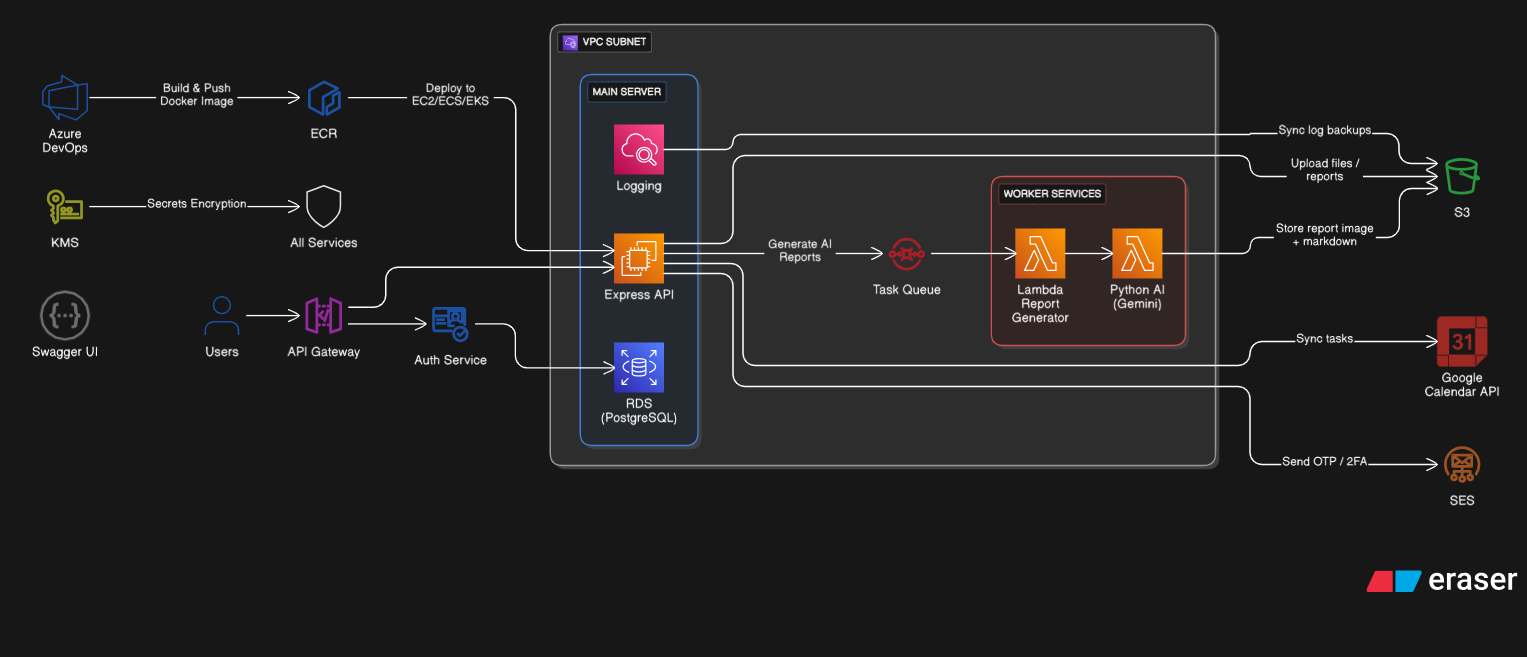 VPC SUBNET
MAIN SERVER
Build & Push
Docker Image
Deploy to
EC2/ECS/EKS
Azure
DevOps
ECR
Logging
Sync log backups
Upload files /
reports
S3
Secrets Encryption
KMS
All Services
WORKER SERVICES
Store report image
+ markdown
Generate AI
Reports
Express API
Task Queue
Lambda
Report
Generator
Python AI
(Gemini)
Swagger UI
Users
API Gateway
Auth Service
RDS
(PostgreSQL)
Sync tasks
31
Google
Calendar API
Send OTP / 2FA
SES
eraser